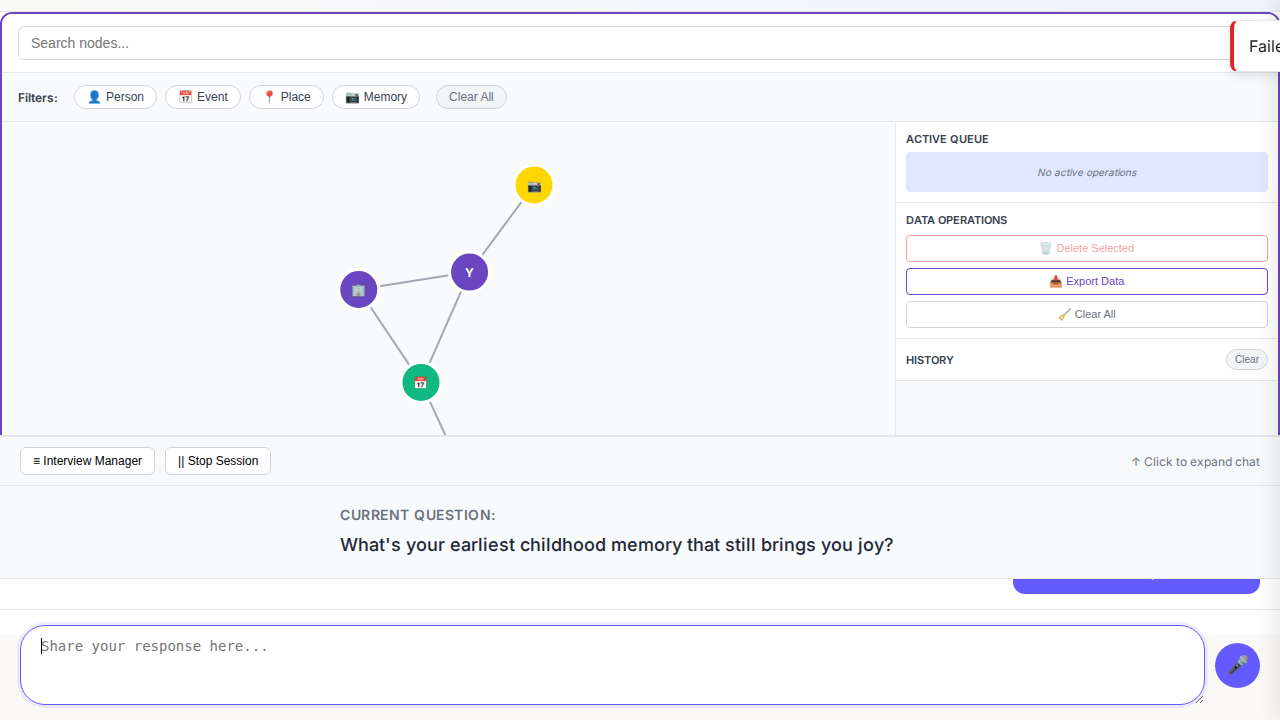 Search nodes...
Filters:
Person
Event
Place
Memory
Clear All
ACTIVE QUEUE
No active operations
DATA OPERATIONS
Delete Selected
Export Data
Clear All
HISTORY
Clear
Y
≡ Interview Manager
|| Stop Session
↑ Click to expand chat
CURRENT QUESTION:
What's your earliest childhood memory that still brings you joy?
Share your response here...